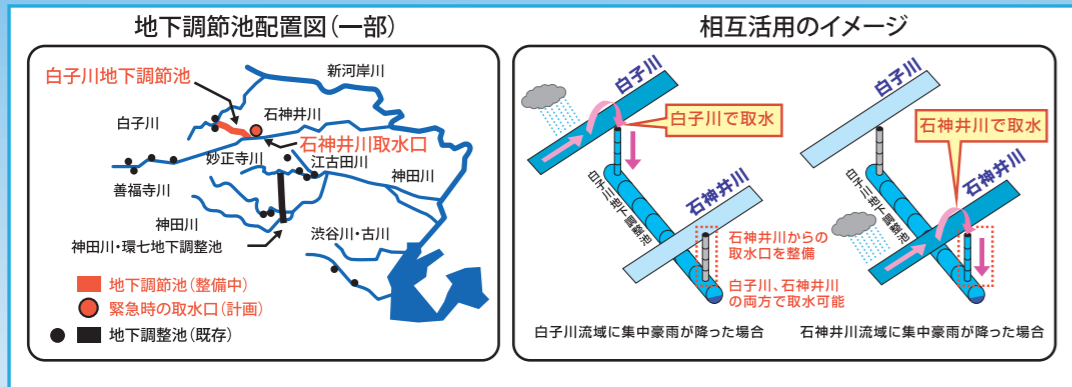 地下調節池配置図（一部）
白子川地下調節池
新河岸川
石神井川
白子川
石神井川取水口
妙正寺川
江古田川
神田川
善福寺川
神田川
神田川・環七地下調整池
渋谷川・古川
地下調節池（整備中）
緊急時の取水口（計画）
地下調整池（既存）
相互活用のイメージ
白子川
白子川で取水
白子川地下調整池
石神井川
石神井川からの
取水口を整備
白子川、石神井川
の両方で取水可能
白子川流域に集中豪雨が降った場合
白子川
石神井川で取水
石神井川
白子川地下調整池
石神井川流域に集中豪雨が降った場合